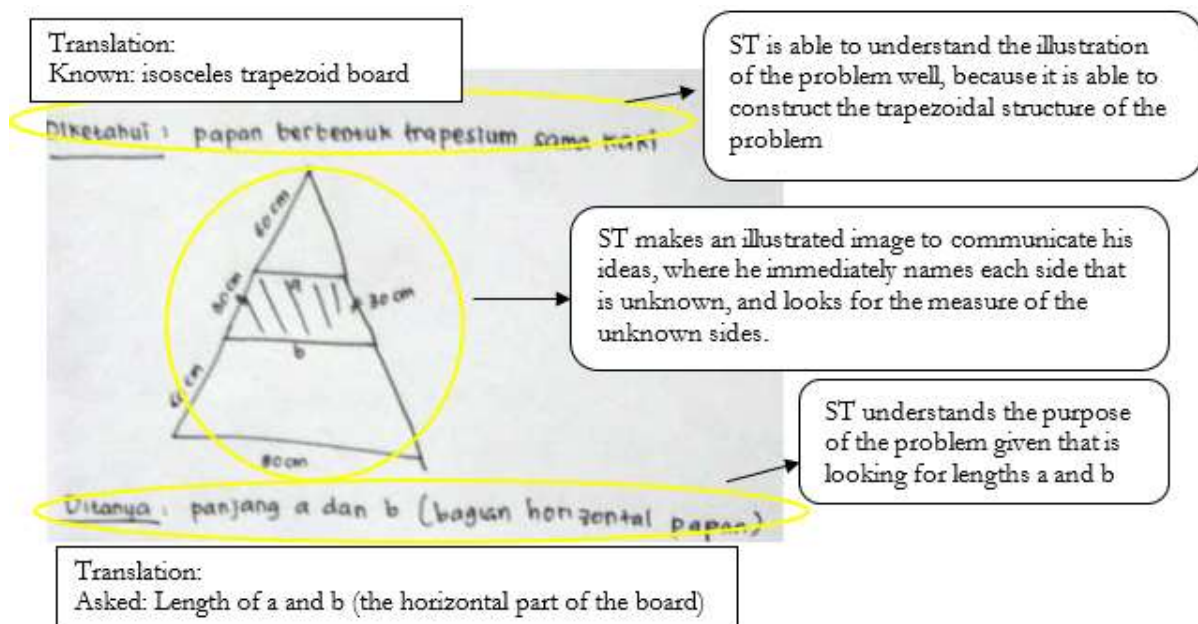 Translation:
Known: isosceles trapezoid board
ST is able to understand the illustration
of the problem well, because it is able to
construct the trapezoidal structure of the
problem
Diketahui : papan berbentuk trapesium sama kaki
60 cm
a
30 cm
30 cm
b
60 cm
80 cm
ST makes an illustrated image to communicate his
ideas, where he immediately names each side that
is unknown, and looks for the measure of the
unknown sides.
ST understands the purpose
of the problem given that is
looking for lengths a and b
Ditanya : panjang a dan b (bagian horizontal papan)
Translation:
Asked: Length of a and b (the horizontal part of the board)